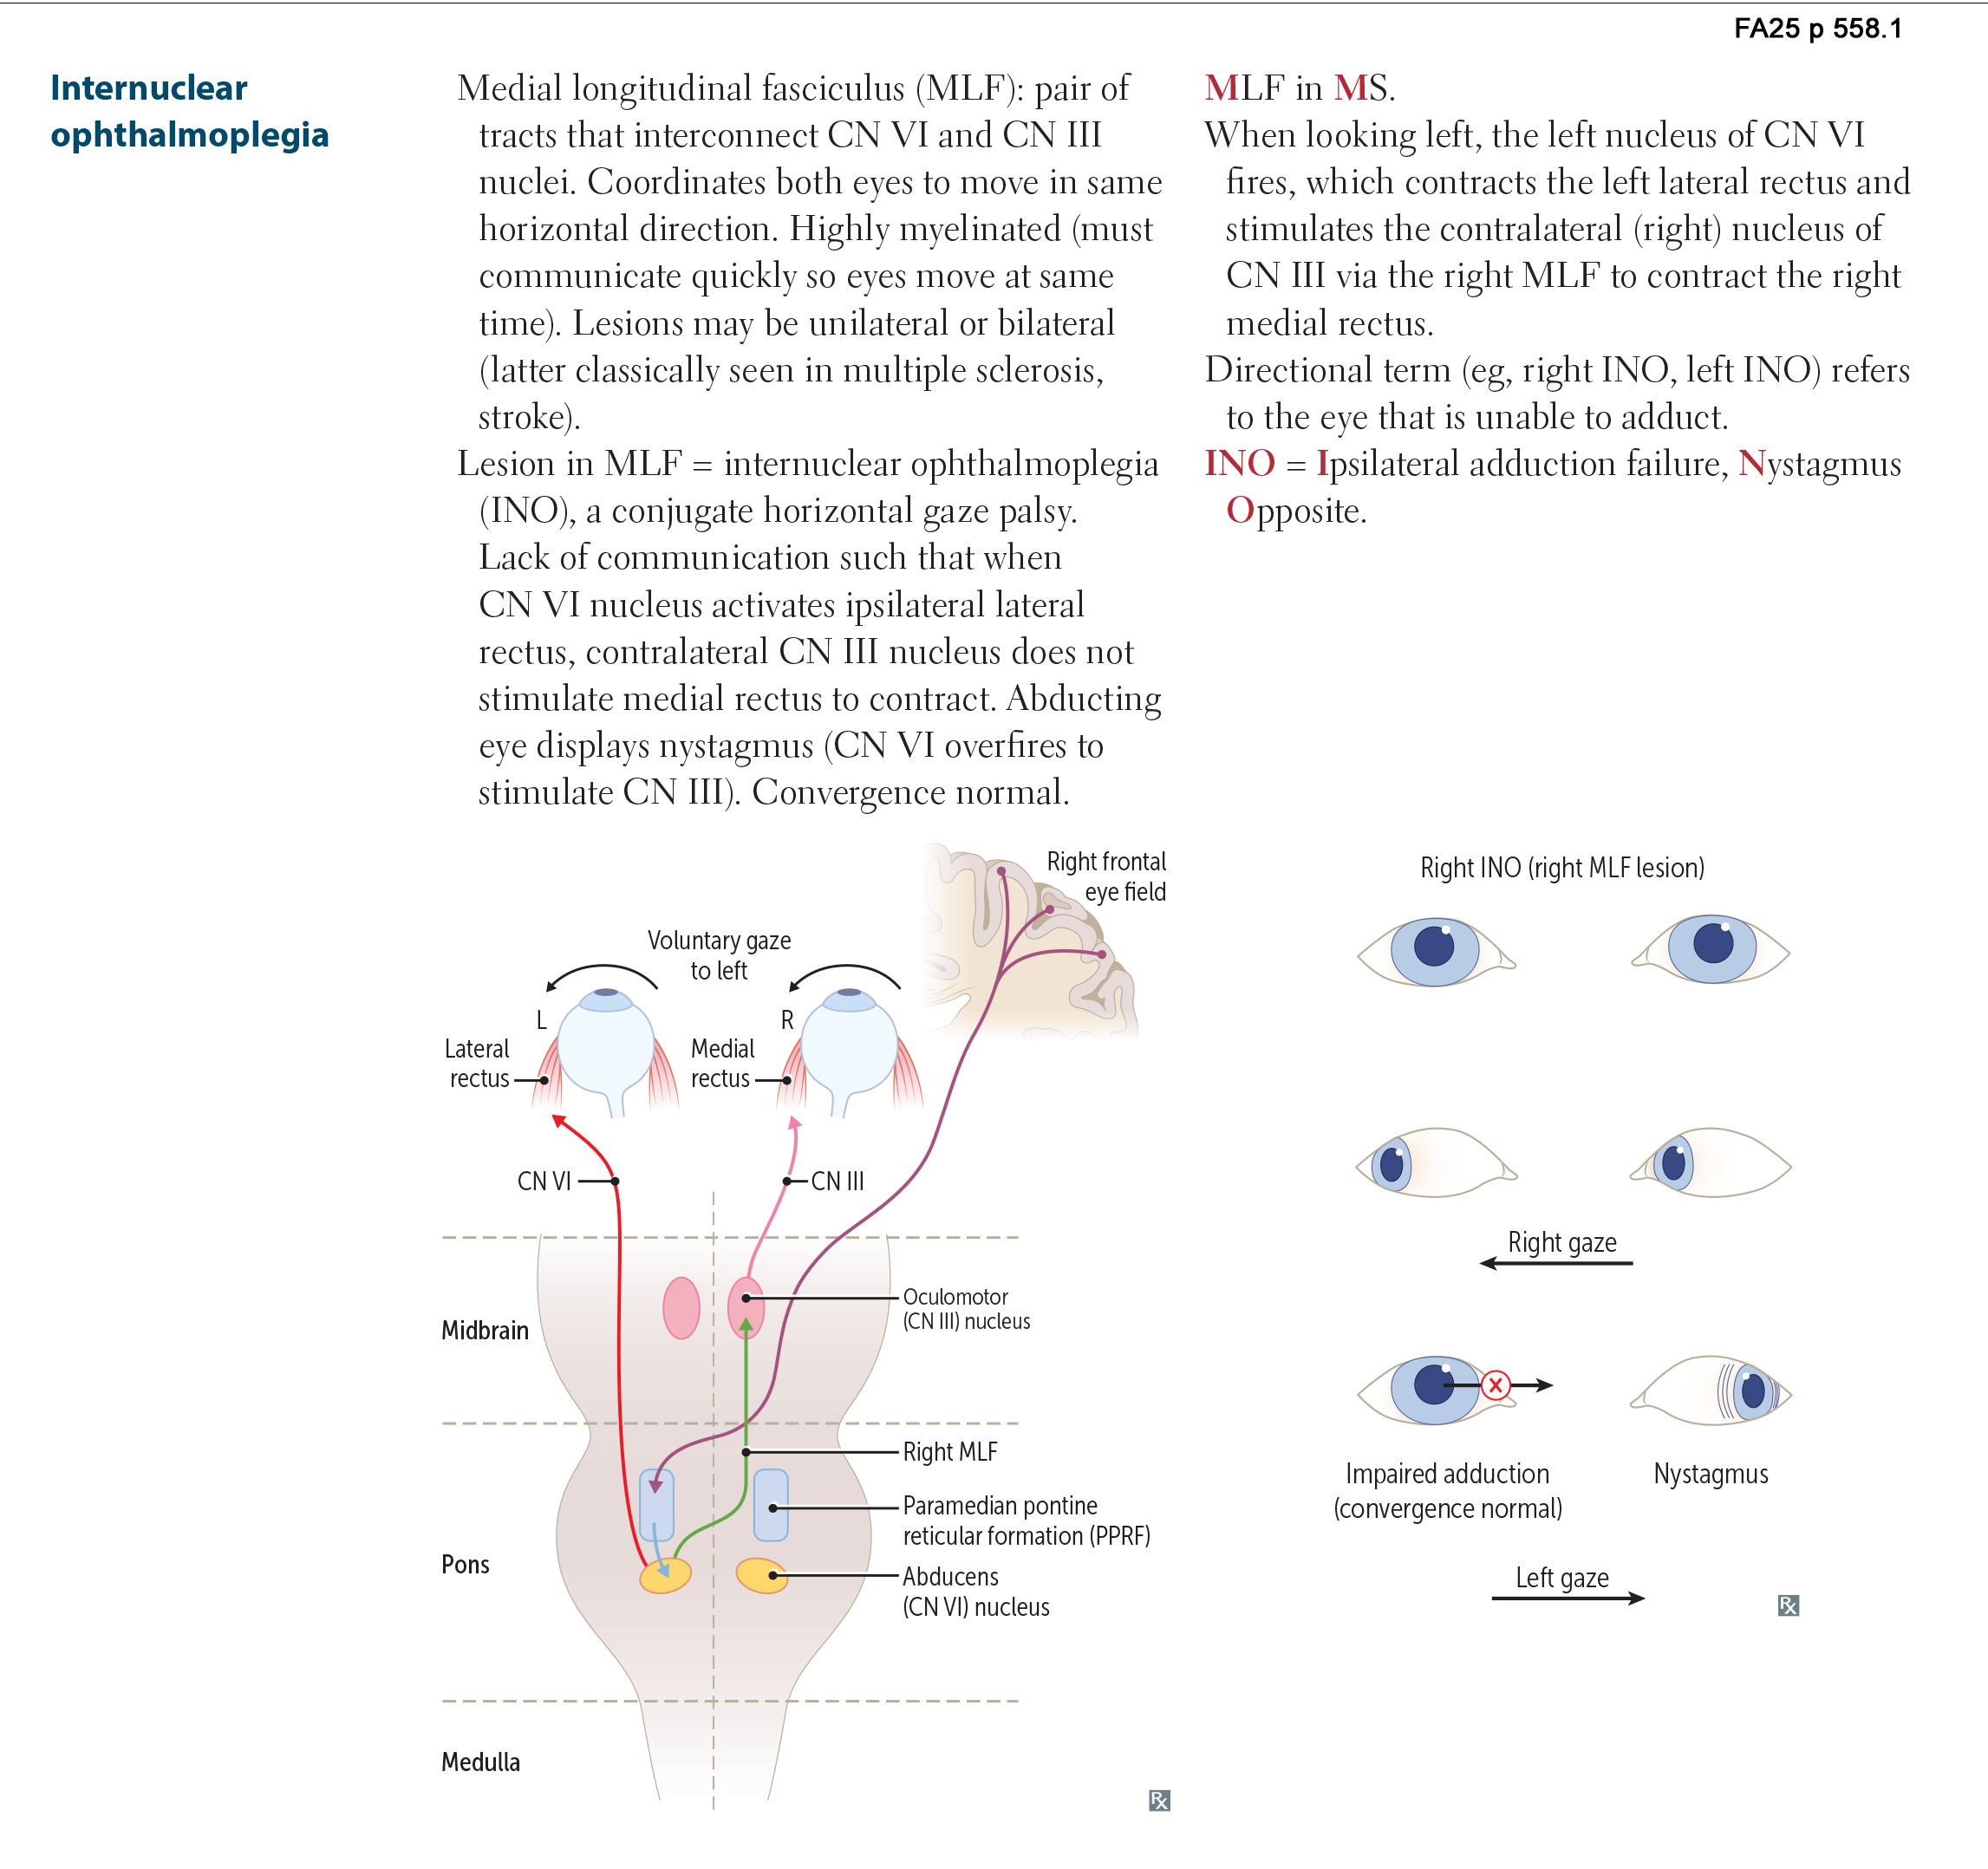 FA25 p 558.1
Internuclear
ophthalmoplegia
Medial longitudinal fasciculus (MLF): pair of
tracts that interconnect CN VI and CN III
nuclei. Coordinates both eyes to move in same
horizontal direction. Highly myelinated (must
communicate quickly so eyes move at same
time). Lesions may be unilateral or bilateral
(latter classically seen in multiple sclerosis,
stroke).
Lesion in MLF = internuclear ophthalmoplegia
(INO), a conjugate horizontal gaze palsy.
Lack of communication such that when
CN VI nucleus activates ipsilateral lateral
rectus, contralateral CN III nucleus does not
stimulate medial rectus to contract. Abducting
eye displays nystagmus (CN VI overfires to
stimulate CN III). Convergence normal.
MLF in MS.
When looking left, the left nucleus of CN VI
fires, which contracts the left lateral rectus and
stimulates the contralateral (right) nucleus of
CN III via the right MLF to contract the right
medial rectus.
Directional term (eg, right INO, left INO) refers
to the eye that is unable to adduct.
INO = Ipsilateral adduction failure, Nystagmus
Opposite.
Right frontal
eye field
Voluntary gaze
to left
L
R
Lateral
rectus
Medial
rectus
CN VI
CN III
Oculomotor
(CN III) nucleus
Midbrain
Right MLF
Paramedian pontine
reticular formation (PPRF)
Pons
Abducens
(CN VI) nucleus
Medulla
Rx
Right INO (right MLF lesion)
Right gaze
Impaired adduction
(convergence normal)
Nystagmus
Left gaze
Rx